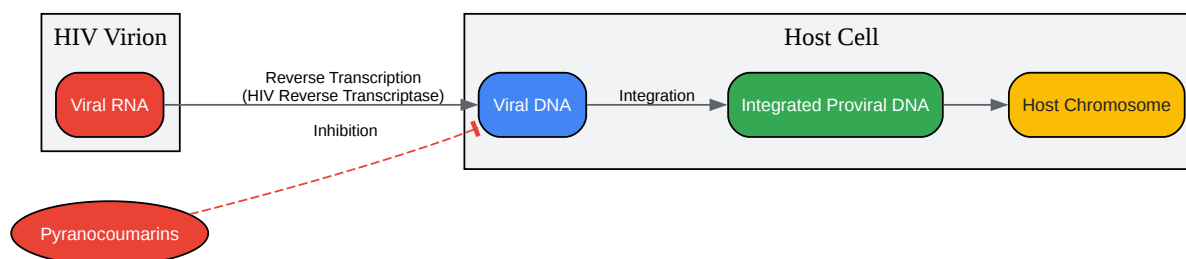 HIV Virion
Host Cell
Viral RNA
Reverse Transcription
(HIV Reverse Transcriptase)
Viral DNA
Integration
Integrated Proviral DNA
Host Chromosome
Inhibition
Pyranocoumarins